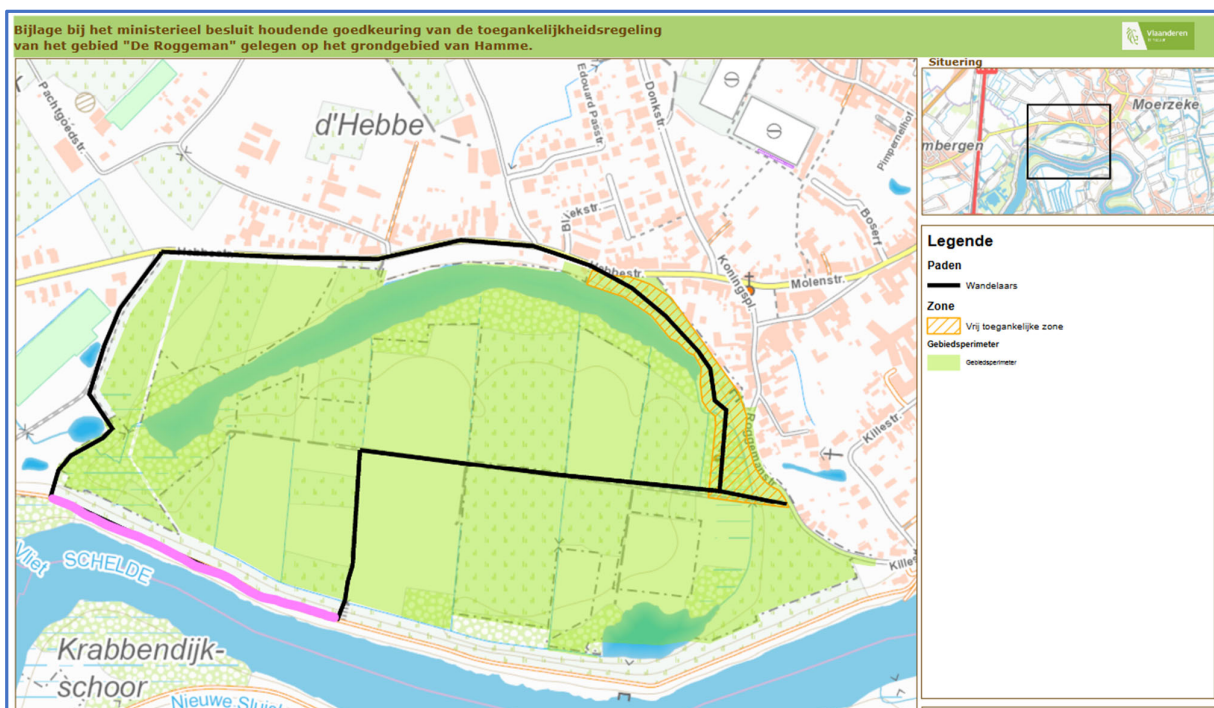 Bijlage bij het ministerieel besluit houdende goedkeuring van de toegankelijkheidsregeling
van het gebied "De Roggeman" gelegen op het grondgebied van Hamme.
Vlaanderen
Situering
Moerzeke
mbergen
Pachtgoedstr.
d'Hebbe
Edouard Passtr.
Donkstr.
Pimpernelhof
Boserf
Koningspl.
Molenstr.
Killestr.
Roggemanstr.
SCHELDE
Vliet
Krabbendijk-
schoor
Nieuwe Sluis
Legende
Paden
Wandelaars
Zone
Vrij toegankelijke zone
Gebiedsperimeter
Gebiedsperimeter